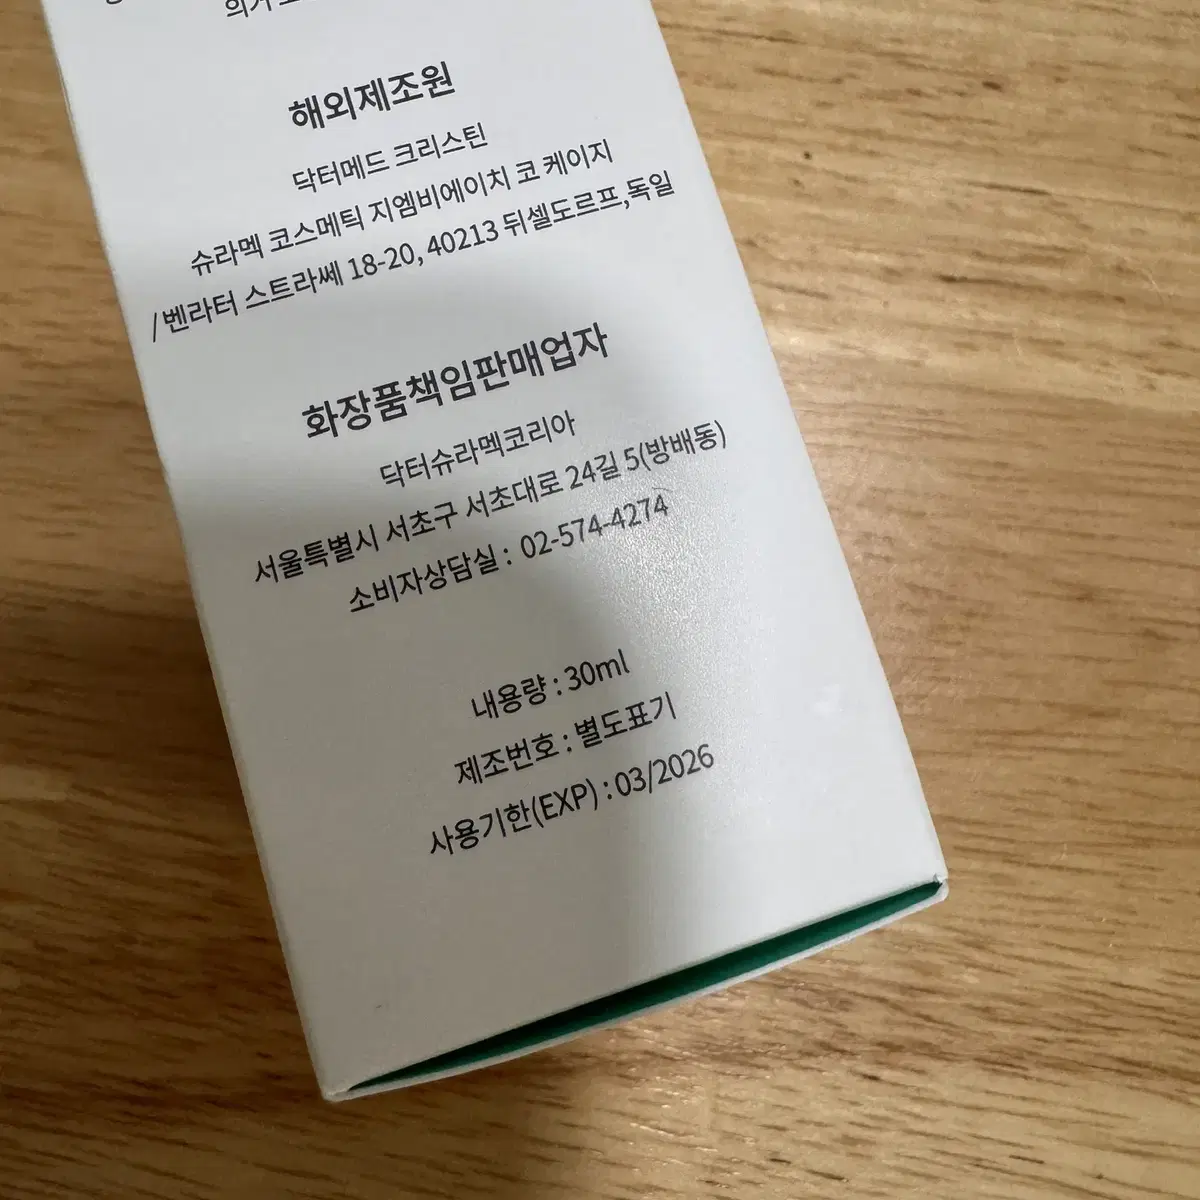 해외제조원
닥터메드 크리스틴
슈라멕 코스메틱 지엠비에이치 코 케이지
/벤라터 스트라쎄 18-20, 40213 뒤셀도르프,독일
화장품책임판매업자
닥터슈라멕코리아
서울특별시 서초구 서초대로 24길 5(방배동)
소비자상담실 : 02-574-4274
내용량 : 30ml
제조번호 : 별도표기
사용기한(EXP) : 03/2026